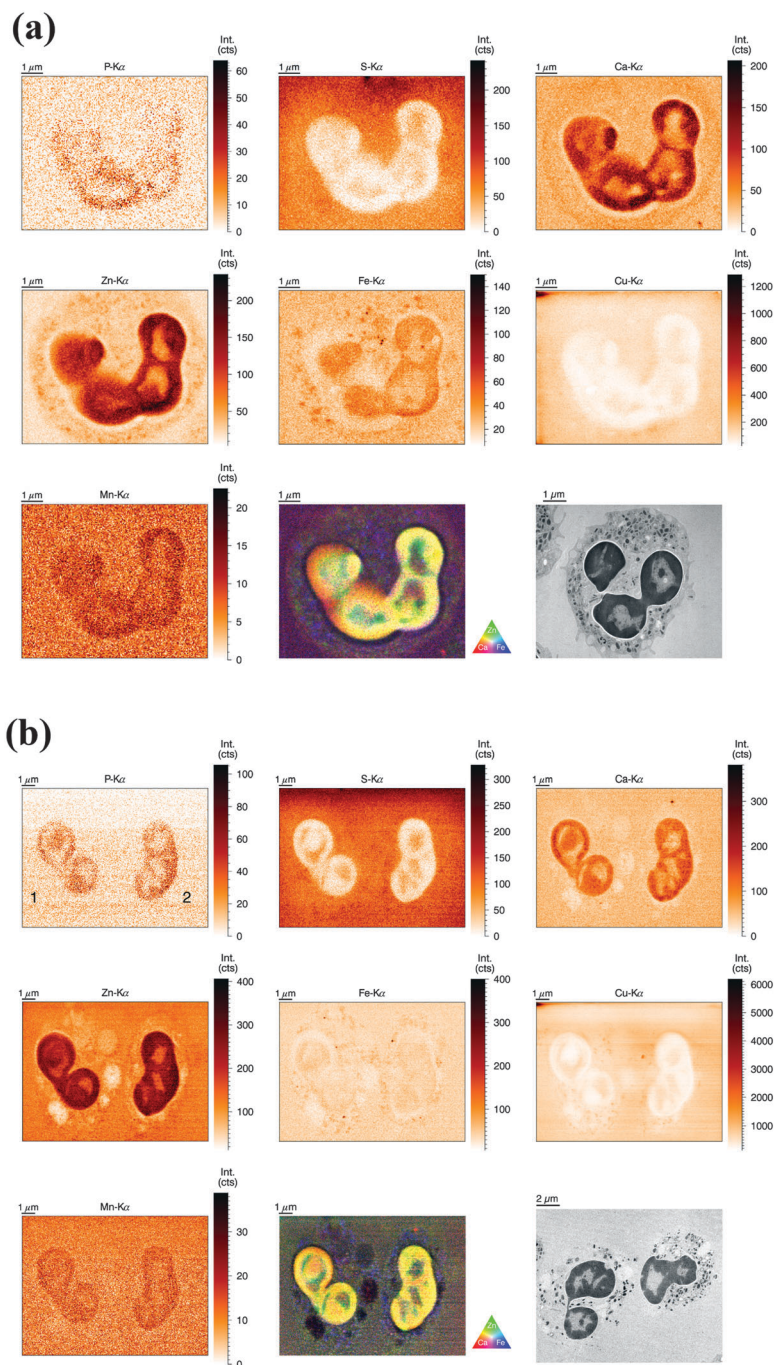 (a)
Int.
(cts)
Int.
(cts)
Int.
(cts)
1 μm P-Kα
1 μm S-Kα
1 μm Ca-Kα
60
50
40
30
20
10
0
200
150
100
50
0
200
150
100
50
0
Int.
(cts)
Int.
(cts)
Int.
(cts)
1 μm Zn-Kα
1 μm Fe-Kα
1 μm Cu-Kα
200
150
100
50
140
120
100
80
60
40
20
1200
1000
800
600
400
200
Int.
(cts)
1 μm Mn-Kα
1 μm
1 μm
20
15
10
5
0
Zn
Ca Fe
(b)
Int.
(cts)
Int.
(cts)
Int.
(cts)
1 μm P-Kα
1 μm S-Kα
1 μm Ca-Kα
100
80
60
40
20
0
1 2
300
250
200
150
100
50
0
300
200
100
0
Int.
(cts)
Int.
(cts)
Int.
(cts)
1 μm Zn-Kα
1 μm Fe-Kα
1 μm Cu-Kα
400
300
200
100
400
300
200
100
6000
5000
4000
3000
2000
1000
Int.
(cts)
1 μm Mn-Kα
1 μm
2 μm
30
20
10
0
Zn
Ca Fe